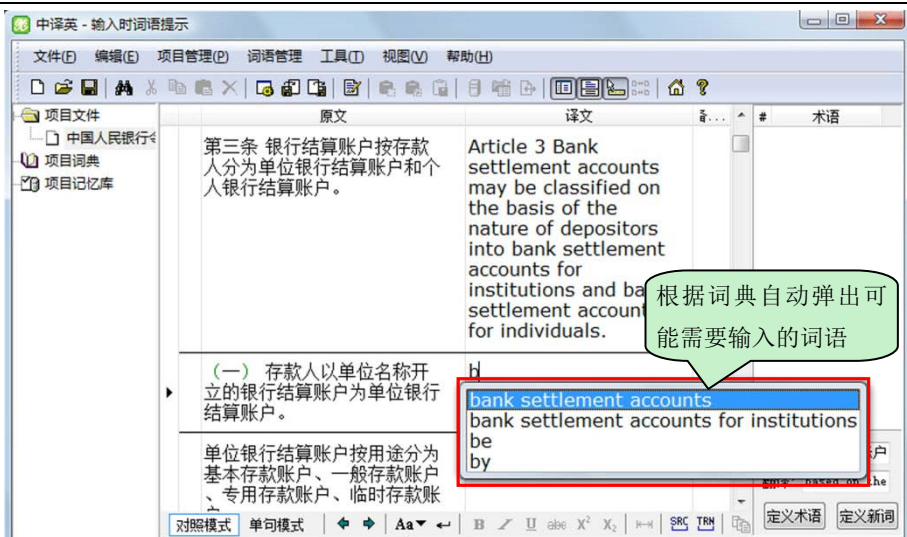 中译英 - 输入时词语提示
文件(F) 编辑(E) 项目管理(P) 词语管理 工具(T) 视图(V) 帮助(H)
项目文件
中国人民银行
项目词典
项目记忆库
原文
译文
# 术语
第三条 银行结算账户按存款
人分为单位银行结算账户和个
人银行结算账户。
Article 3 Bank
settlement accounts
may be classified on
the basis of the
nature of depositors
into bank settlement
accounts for
institutions and ba
settlement accoun
for individuals.
根据词典自动弹出可
能需要输入的词语
(一) 存款人以单位名称开
立的银行结算账户为单位银行
结算账户。
b
bank settlement accounts
bank settlement accounts for institutions
be
by
单位银行结算账户按用途分为
基本存款账户、一般存款账户
、专用存款账户、临时存款账
户
based on the
对照模式 单句模式 Aa B I U abc X² X₂ SRC TRN
定义术语 定义新词